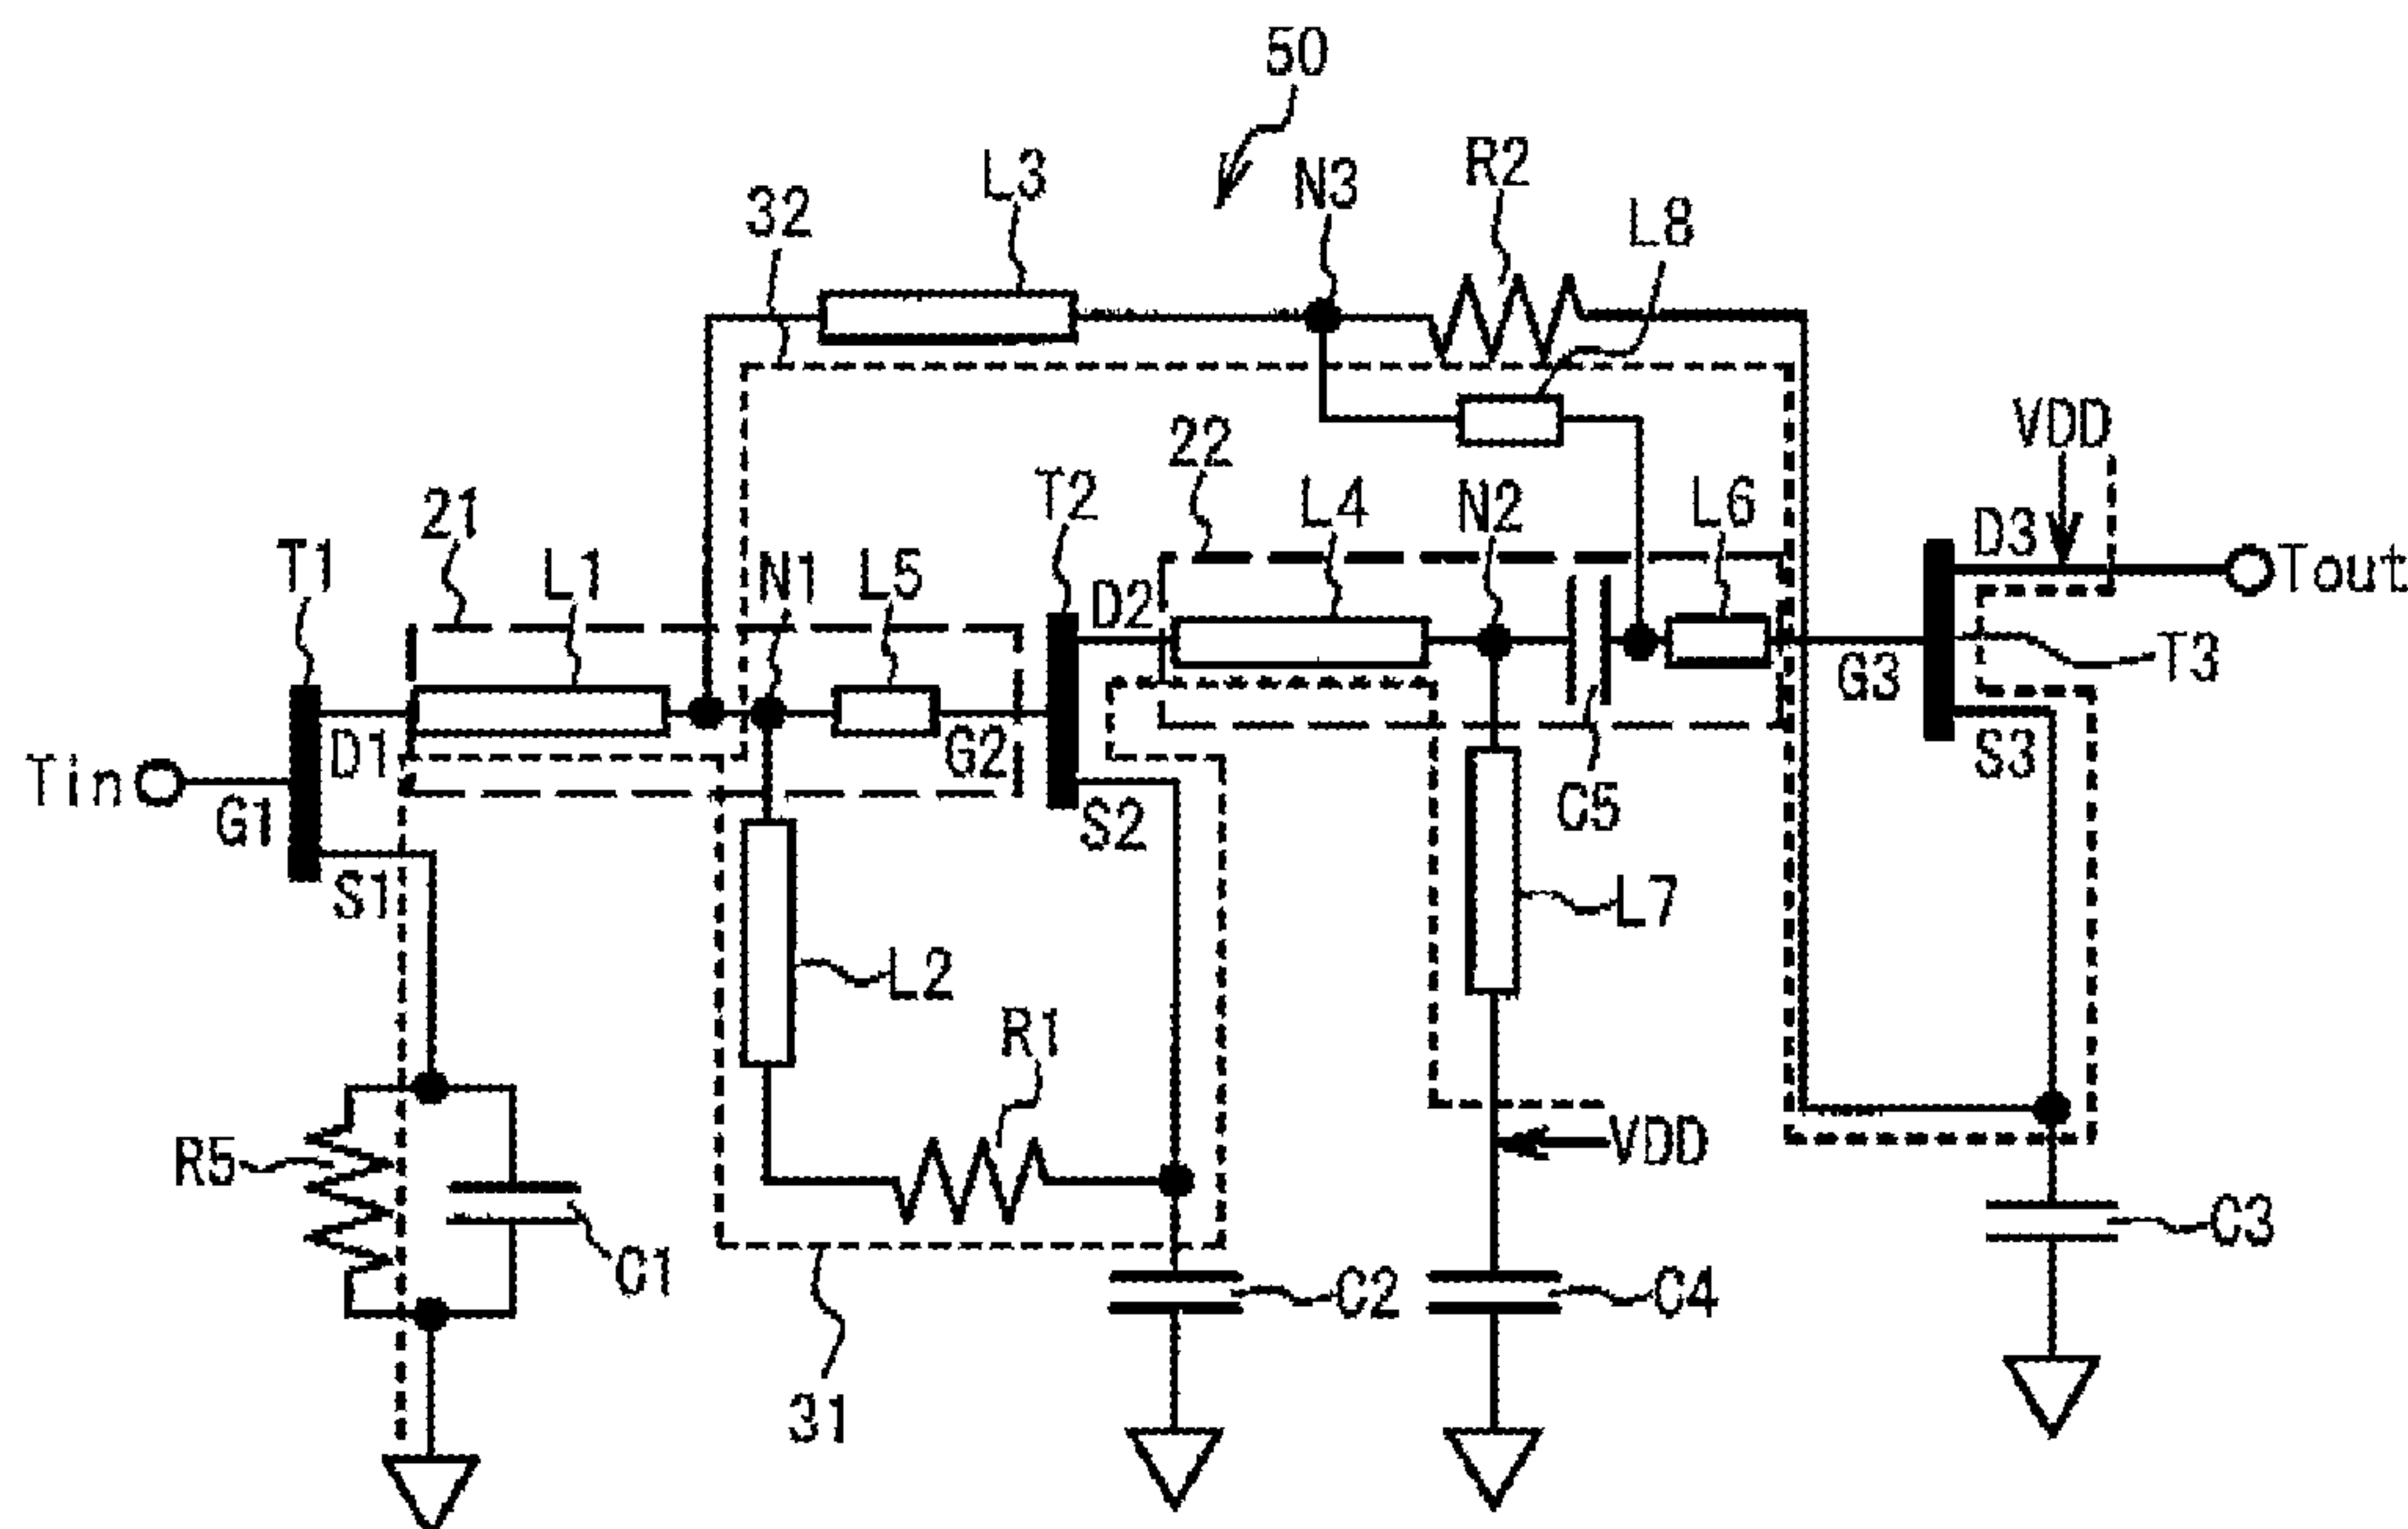 50
L3
N3
R2
32
L8
VDD
22
T2
L4
N2
L6
D3
Tout
21
T1
L1
N1
L5
D2
T3
G3
D1
G2
S3
Tin
G1
S2
C5
S1
L7
L2
R1
VDD
R5
C1
C2
C4
C3
31